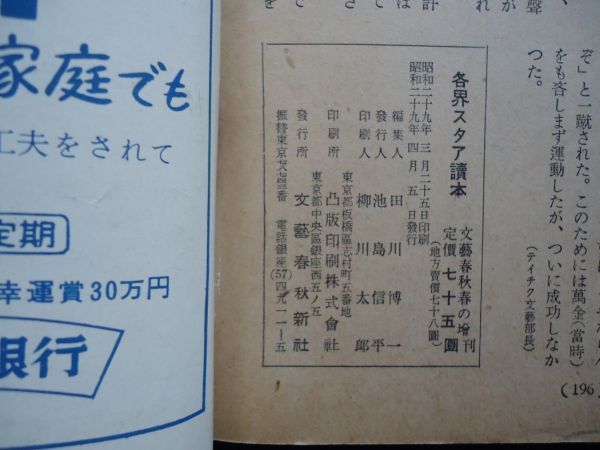 聲
ぞ」と一蹴された。このためには萬金(當時)
をも吝しまず運動したが、ついに成功しなか
つた。
(テイチク文藝部長)
(196)
各界スタア讀本
文藝春秋春の增刊
定價七十五圓
(地方賣價七十八圓)
昭和二十九年三月二十五日印刷
昭和二十九年四月五日發行
編集人 田川博一
發行人 池島信平
印刷人 柳川太郎
東京都板橋區志村町五番地
印刷所 凸版印刷株式會社
東京都中央區銀座西五ノ五
發行所 文藝春秋新社
電話銀座(57)四九一二―五
家庭でも
工夫をされて
定期
幸運賞30万円
銀行